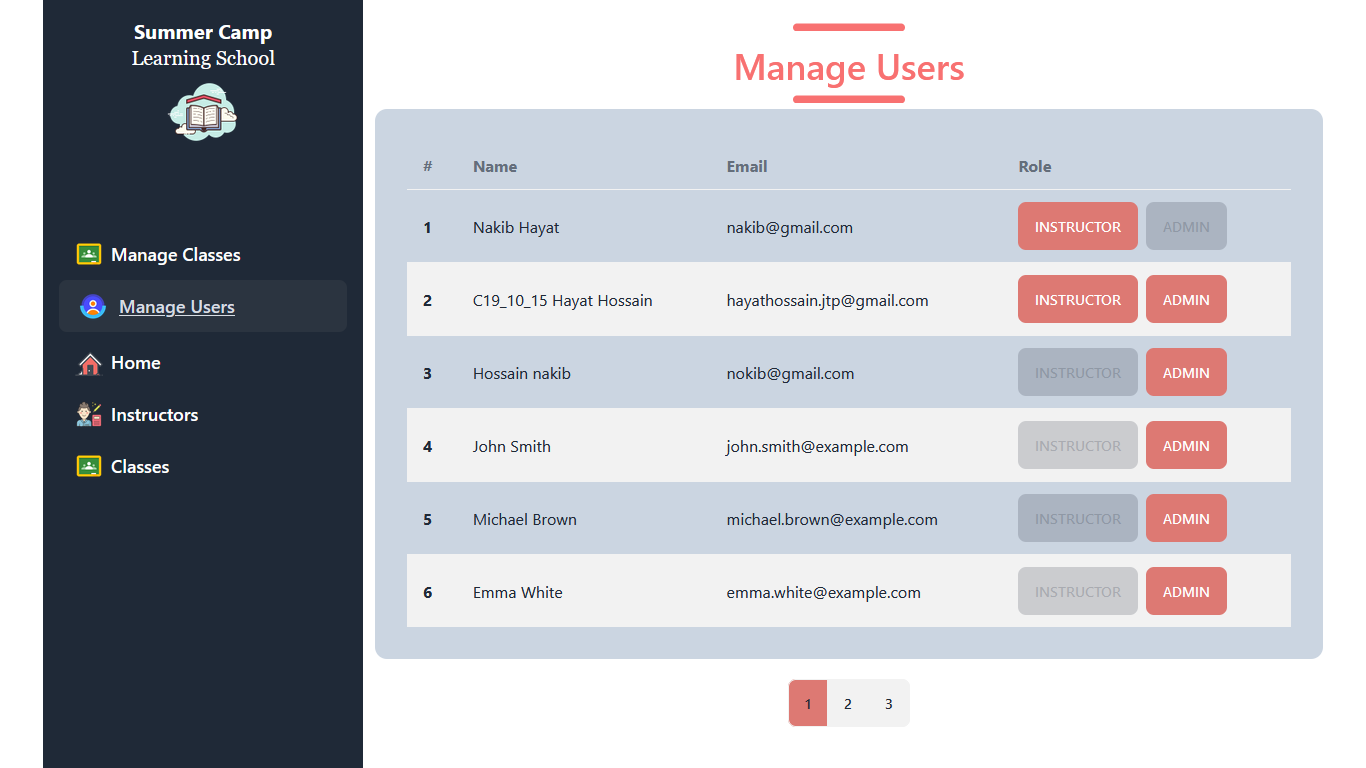 Summer Camp
Learning School
Manage Classes
Manage Users
Home
Instructors
Classes
Manage Users
# Name Email Role
1 Nakib Hayat nakib@gmail.com INSTRUCTOR ADMIN
2 C19_10_15 Hayat Hossain hayathossain.jtp@gmail.com INSTRUCTOR ADMIN
3 Hossain nakib nokib@gmail.com INSTRUCTOR ADMIN
4 John Smith john.smith@example.com INSTRUCTOR ADMIN
5 Michael Brown michael.brown@example.com INSTRUCTOR ADMIN
6 Emma White emma.white@example.com INSTRUCTOR ADMIN
1 2 3